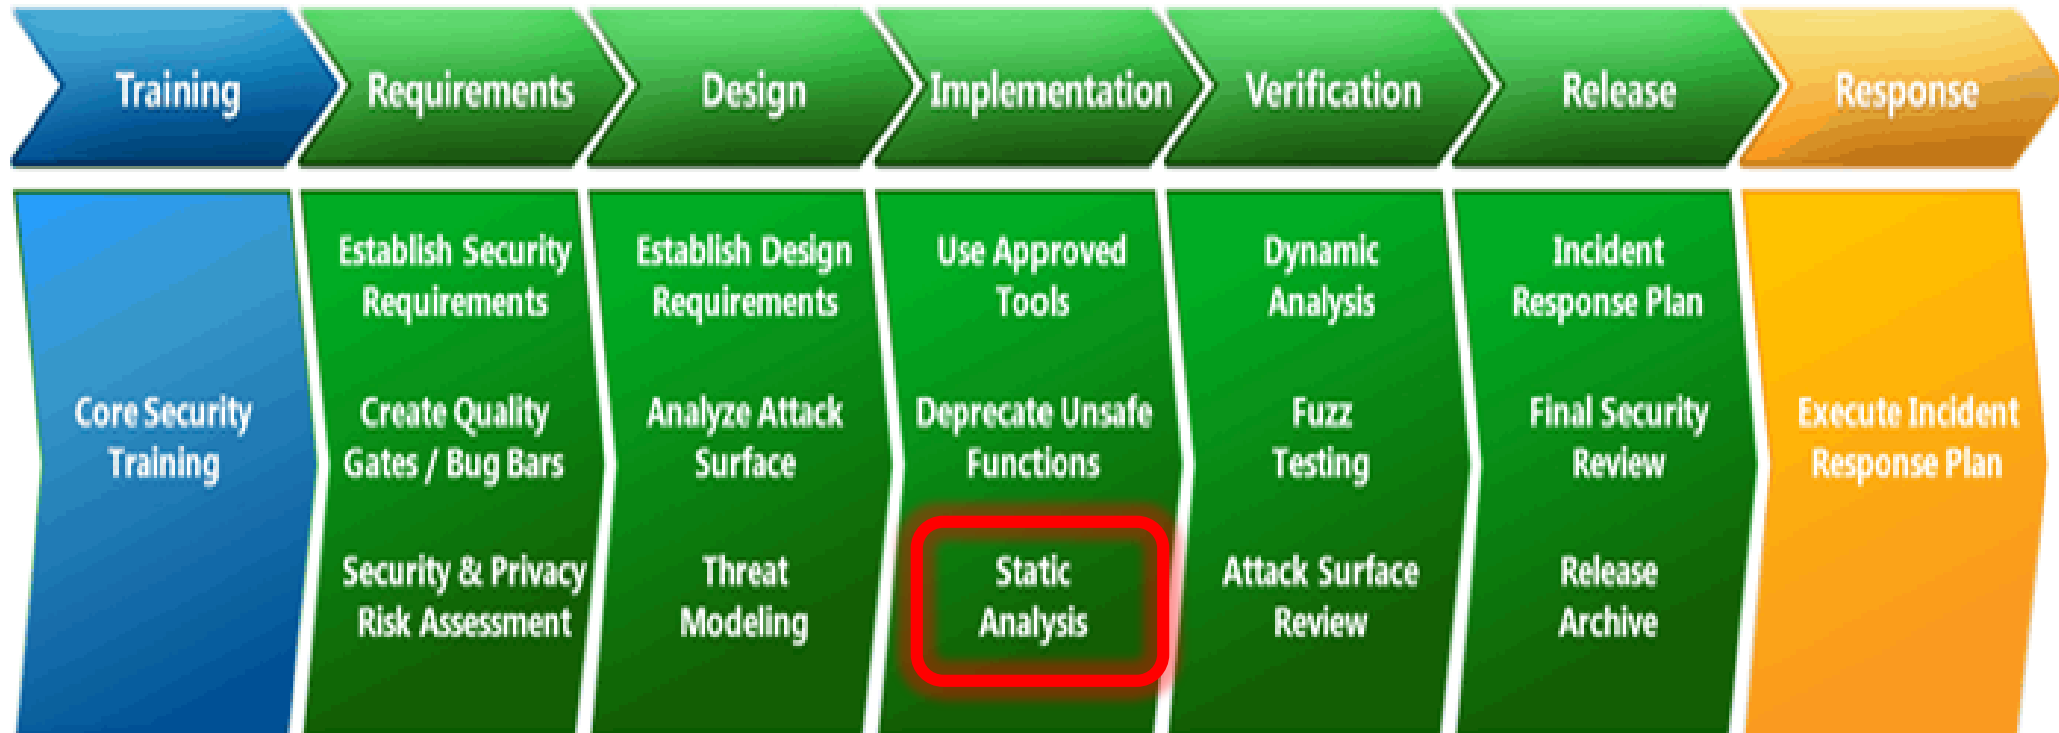 Training
Requirements
Design
Implementation
Verification
Release
Response
Core Security
Training
Establish Security
Requirements
Create Quality
Gates / Bug Bars
Security & Privacy
Risk Assessment
Establish Design
Requirements
Analyze Attack
Surface
Threat
Modeling
Use Approved
Tools
Deprecate Unsafe
Functions
Static
Analysis
Dynamic
Analysis
Fuzz
Testing
Attack Surface
Review
Incident
Response Plan
Final Security
Review
Release
Archive
Execute Incident
Response Plan